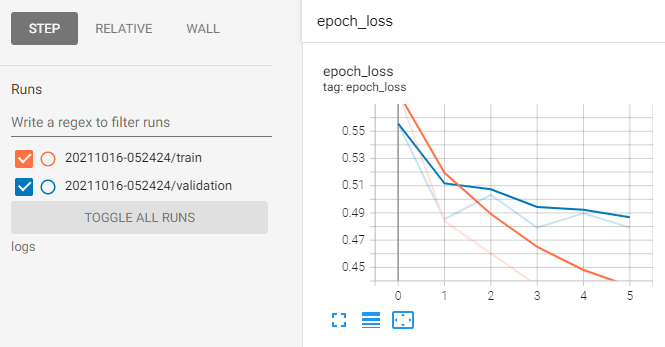 STEP RELATIVE WALL
Runs
Write a regex to filter runs
20211016-052424/train
20211016-052424/validation
TOGGLE ALL RUNS
logs
epoch_loss
epoch_loss
tag: epoch_loss
0.55
0.53
0.51
0.49
0.47
0.45
0 1 2 3 4 5